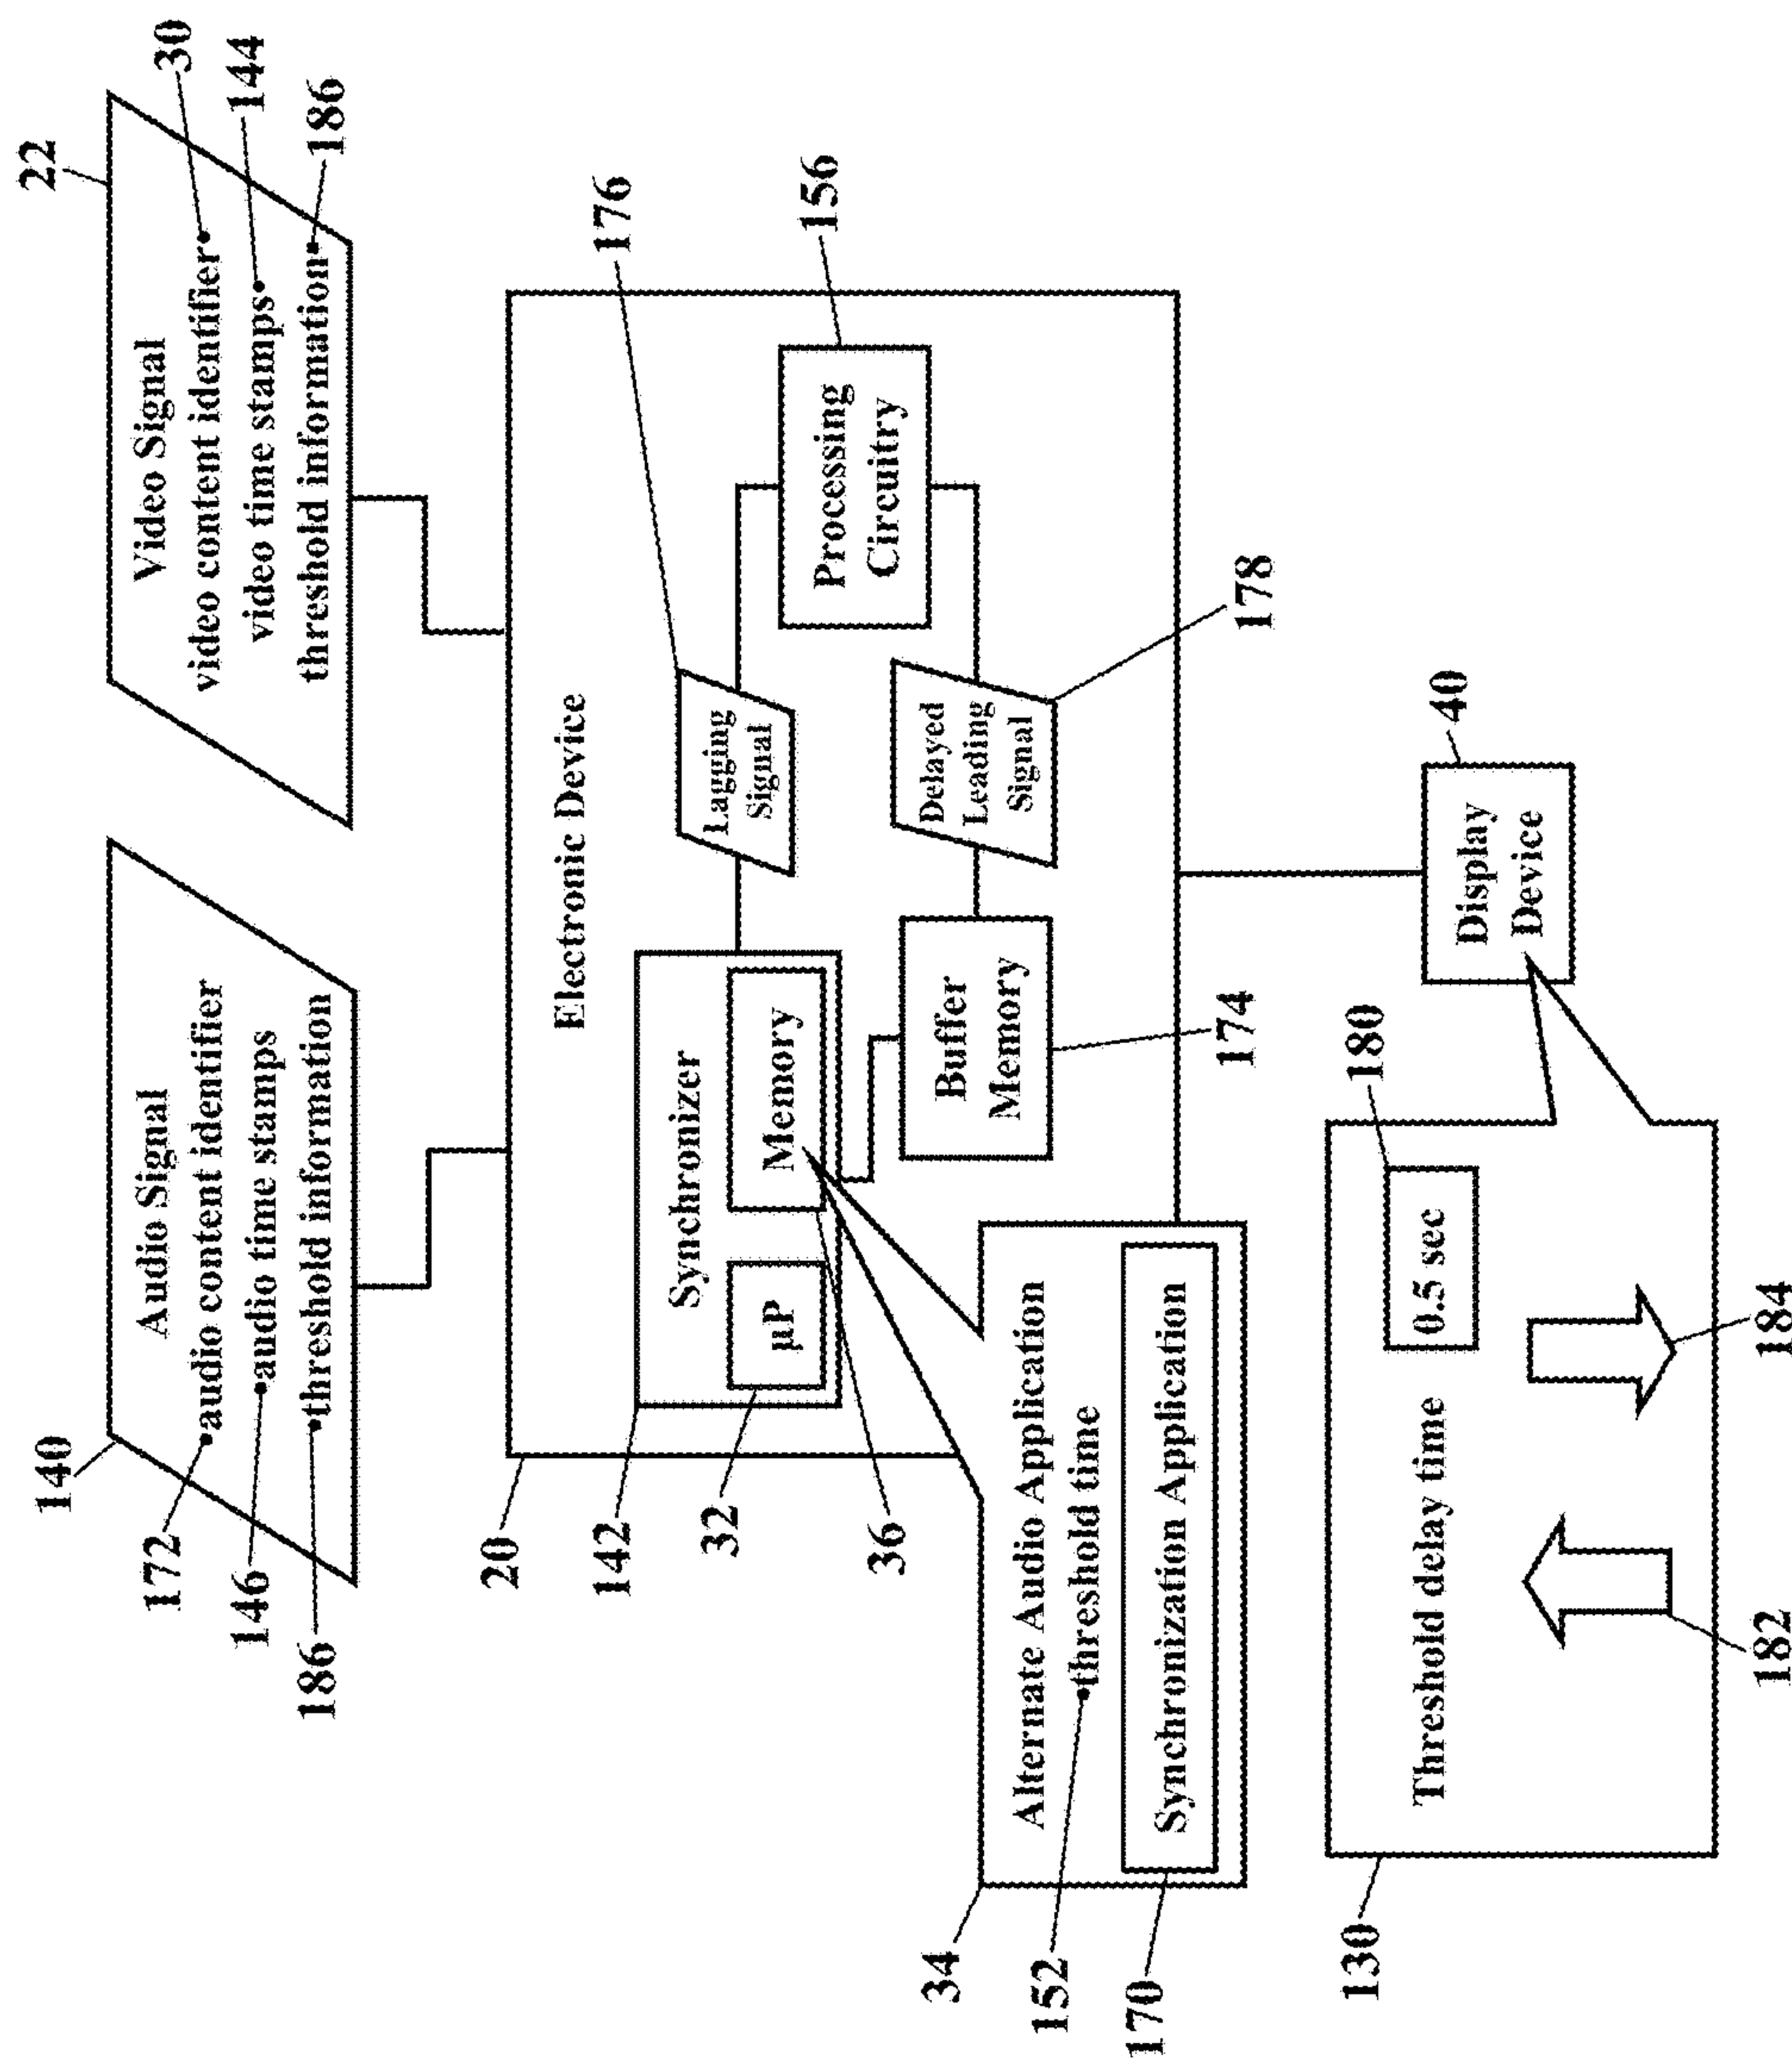 140
Audio Signal
172
audio content identifier
146
audio time stamps
186
threshold information
22
Video Signal
video content identifier
30
video time stamps
144
threshold information
186
20
Electronic Device
142
Synchronizer
32
µP
Memory
36
Lagging
Signal
176
Processing
Circuitry
156
Buffer
Memory
174
Delayed
Leading
Signal
178
34
Alternate Audio Application
152
threshold time
170
Synchronization Application
40
Display
Device
130
Threshold delay time
0.5 sec
180
182
184